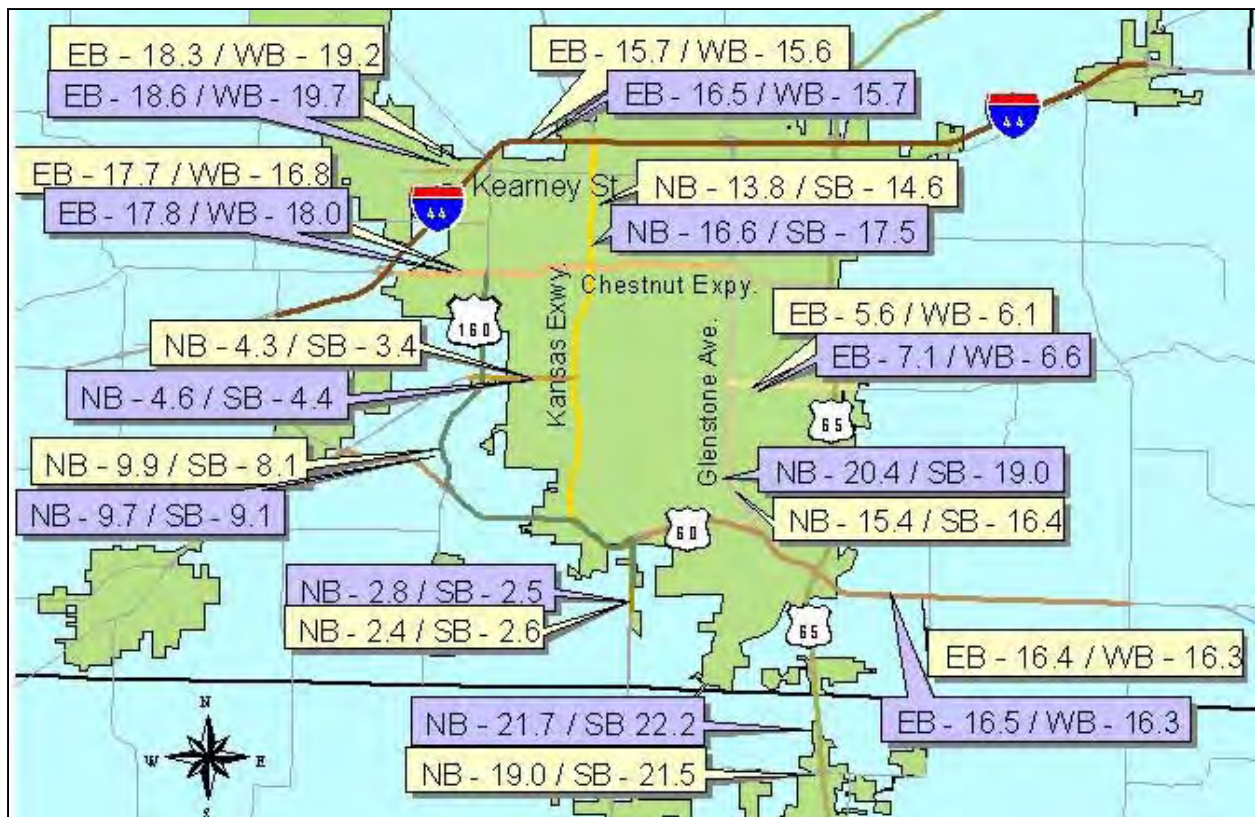 EB - 18.3 / WB - 19.2
EB - 15.7 / WB - 15.6
EB - 18.6 / WB - 19.7
EB - 16.5 / WB - 15.7
44
EB - 17.7 / WB - 16.8
Kearney St
NB - 13.8 / SB - 14.6
44
EB - 17.8 / WB - 18.0
NB - 16.6 / SB - 17.5
Chestnut Expy.
160
Kansas Exwy.
Glenstone Ave.
EB - 5.6 / WB - 6.1
NB - 4.3 / SB - 3.4
EB - 7.1 / WB - 6.6
NB - 4.6 / SB - 4.4
65
NB - 9.9 / SB - 8.1
NB - 20.4 / SB - 19.0
NB - 9.7 / SB - 9.1
NB - 15.4 / SB - 16.4
60
NB - 2.8 / SB - 2.5
NB - 2.4 / SB - 2.6
65
EB - 16.4 / WB - 16.3
NB - 21.7 / SB 22.2
EB - 16.5 / WB - 16.3
N
W E
S
NB - 19.0 / SB - 21.5